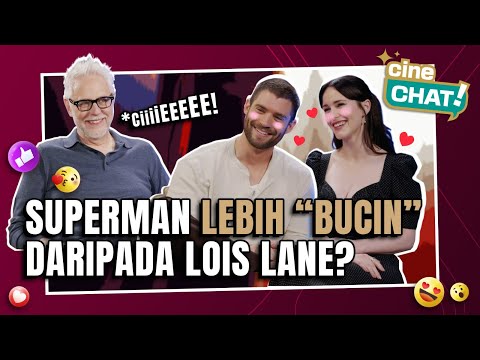 cine
CHAT!
*ciiiEEEEE!
SUPERMAN LEBIH “BUCIN”
DARIPADA LOIS LANE?